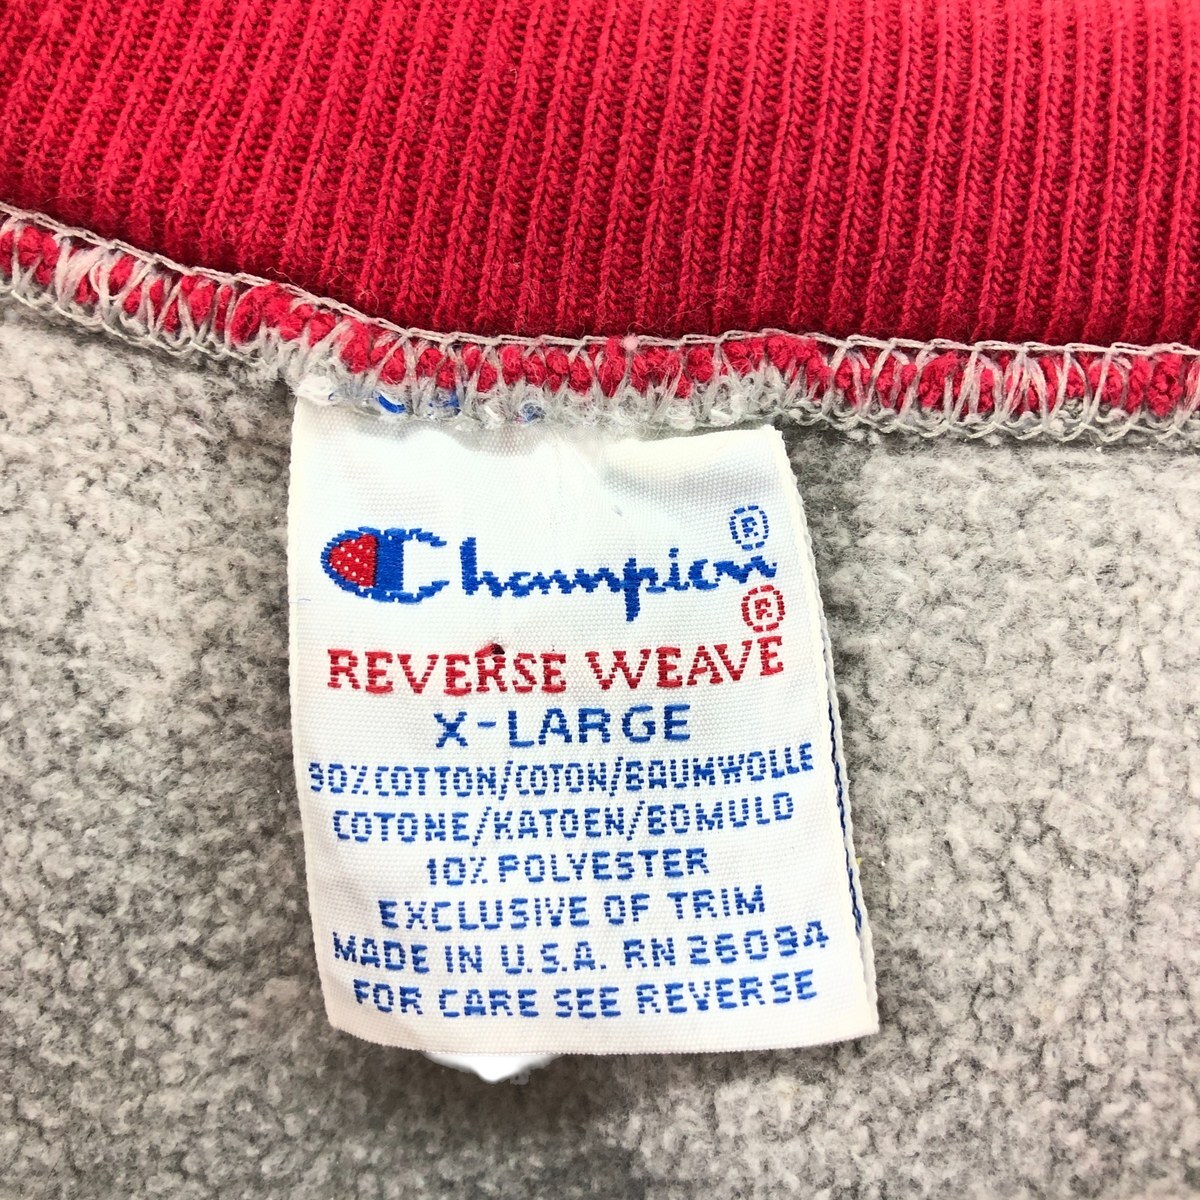 Champion®
REVERSE WEAVE®
X-LARGE
90% COTTON/COTON/BAUMWOLLE
COTONE/KATOEN/BOMULD
10% POLYESTER
EXCLUSIVE OF TRIM
MADE IN U.S.A. RN 26094
FOR CARE SEE REVERSE